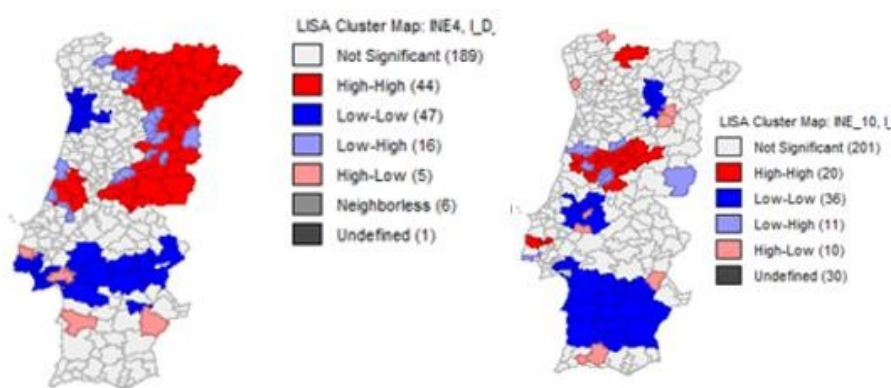 LISA Cluster Map: INE4, I_D_
Not Significant (189)
High-High (44)
Low-Low (47)
Low-High (16)
High-Low (5)
Neighborless (6)
Undefined (1)
LISA Cluster Map: INE_10, I_
Not Significant (201)
High-High (20)
Low-Low (36)
Low-High (11)
High-Low (10)
Undefined (30)